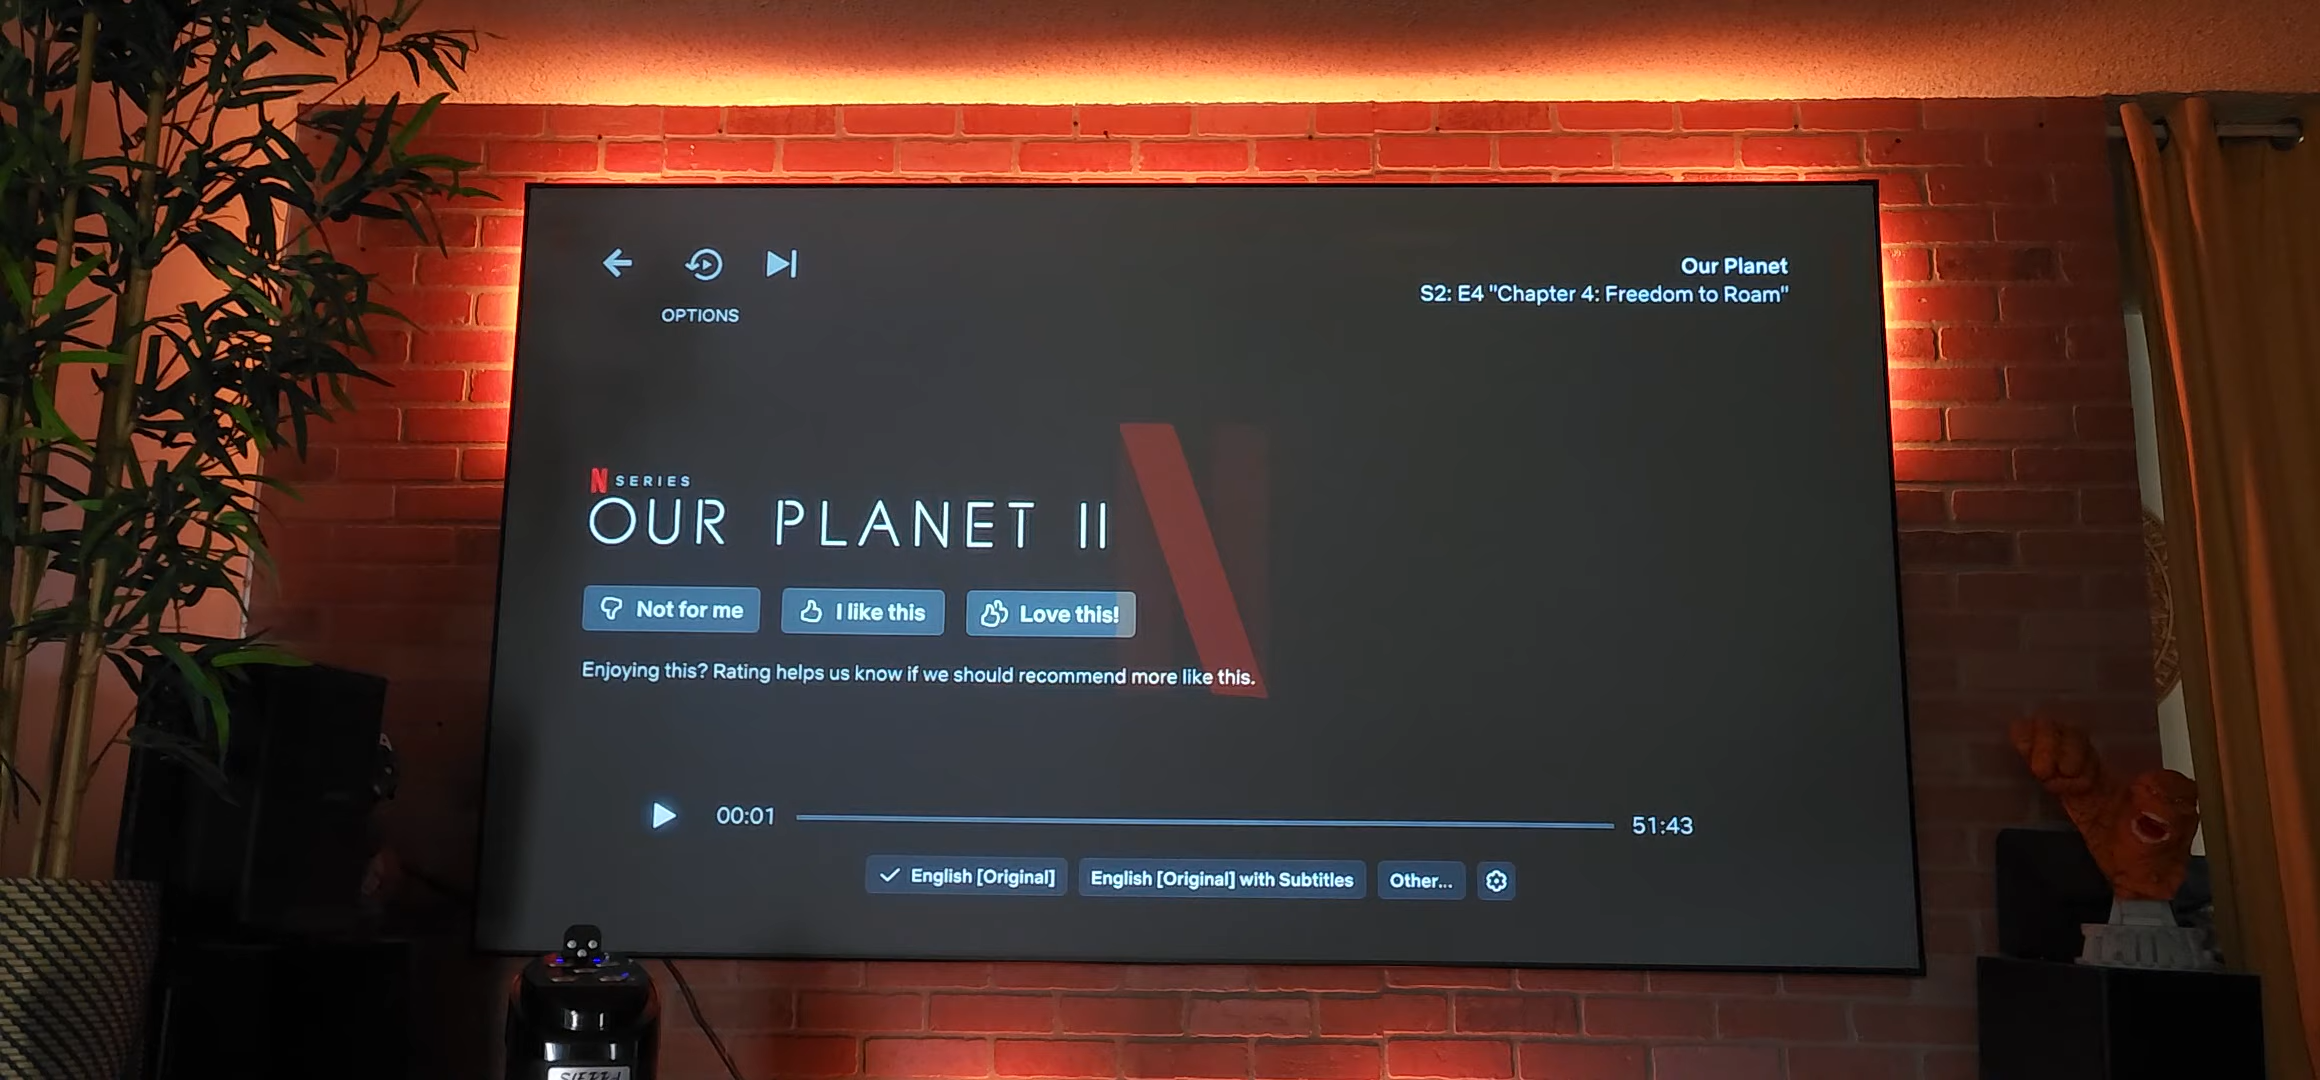 Our Planet
S2: E4 "Chapter 4: Freedom to Roam"
OPTIONS
N SERIES
OUR PLANET II
Not for me
I like this
Love this!
Enjoying this? Rating helps us know if we should recommend more like this.
00:01
51:43
English [Original]
English [Original] with Subtitles
Other...